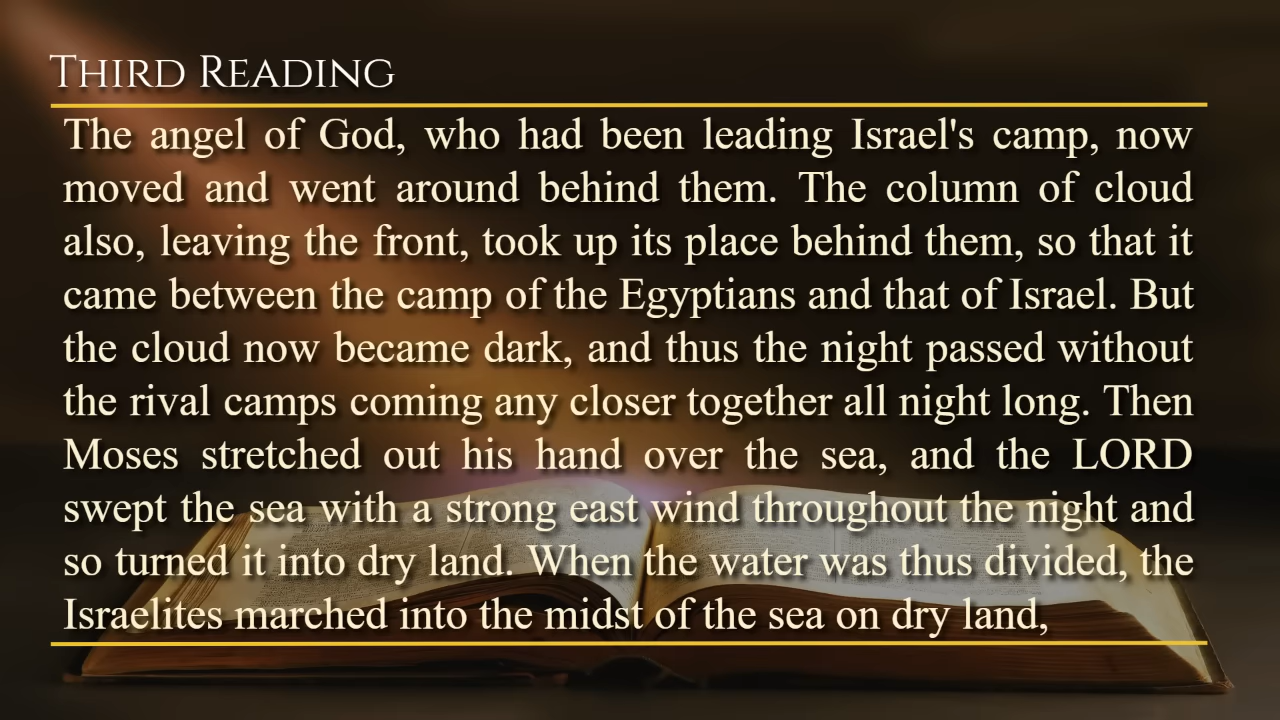 Third Reading
The angel of God, who had been leading Israel's camp, now
moved and went around behind them. The column of cloud
also, leaving the front, took up its place behind them, so that it
came between the camp of the Egyptians and that of Israel. But
the cloud now became dark, and thus the night passed without
the rival camps coming any closer together all night long. Then
Moses stretched out his hand over the sea, and the LORD
swept the sea with a strong east wind throughout the night and
so turned it into dry land. When the water was thus divided, the
Israelites marched into the midst of the sea on dry land,